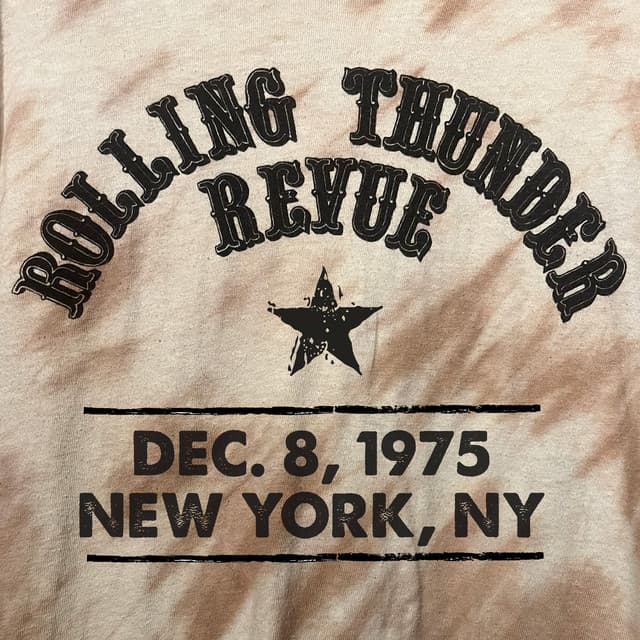 ROLLING THUNDER
REVUE
DEC. 8, 1975
NEW YORK, NY